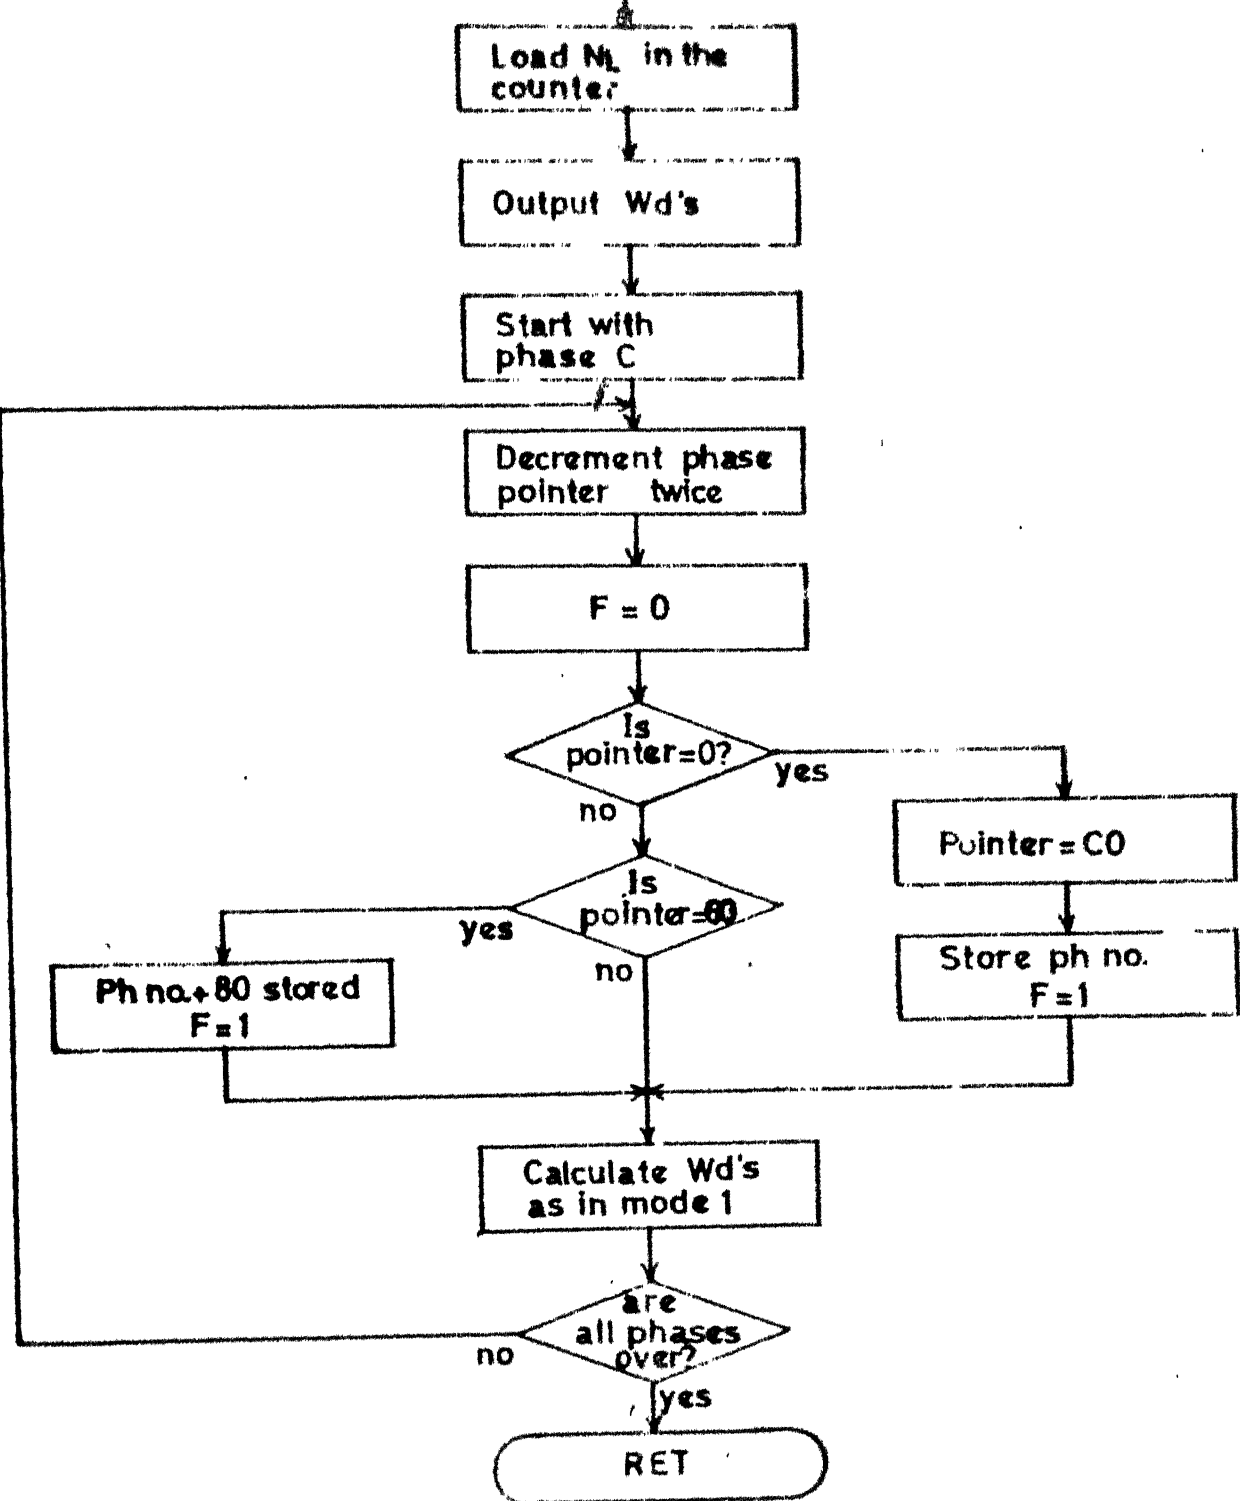 Load NL in the
counter
Output Wd's
Start with
phase C
Decrement phase
pointer twice
F = 0
Is
pointer=0?
yes
no
Pointer = C0
Is
pointer=60
yes
no
Store ph no.
F = 1
Ph no.+80 stored
F = 1
Calculate Wd's
as in mode 1
are
all phases
over?
no
yes
RET